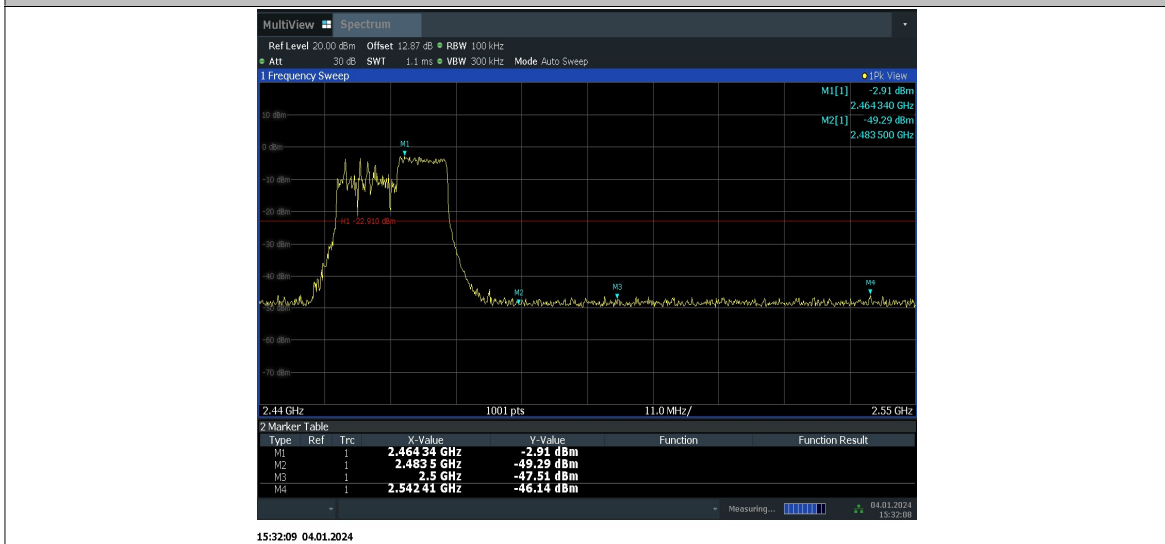 MultiView Spectrum
Ref Level 20.00 dBm Offset 12.87 dB RBW 100 kHz
Att 30 dB SWT 1.1 ms VBW 300 kHz Mode Auto Sweep
1 Frequency Sweep 1Pk View
M1[1] -2.91 dBm
2.464 340 GHz
10 dBm
M2[1] -49.29 dBm
2.483 500 GHz
0 dBm
M1
-10 dBm
-20 dBm
H1 -22.910 dBm
-30 dBm
-40 dBm
M2 M3 M4
-50 dBm
-60 dBm
-70 dBm
2.44 GHz 1001 pts 11.0 MHz/ 2.55 GHz
2 Marker Table
Type Ref Trc X-Value Y-Value Function Function Result
M1 1 2.464 34 GHz -2.91 dBm
M2 1 2.483 5 GHz -49.29 dBm
M3 1 2.5 GHz -47.51 dBm
M4 1 2.542 41 GHz -46.14 dBm
Measuring... 04.01.2024
15:32:08
15:32:09 04.01.2024